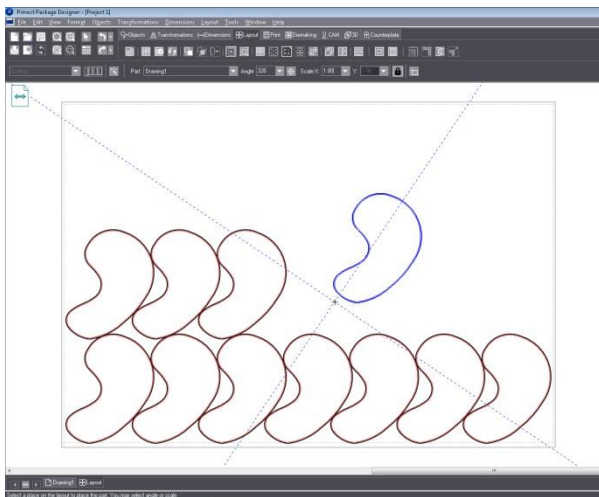 Prinect Package Designer - [Project 1]
File Edit View Format Objects Transformations Dimensions Layout Tools Window Help
Objects Transformations Dimensions Layout Print Diemaking CAM 3D Counterplate
Part: Drawing1 Angle 326 Scale X: 1.00 Y:
Drawing1 Layout
Select a place on the layout to place the part. You may select angle or scale